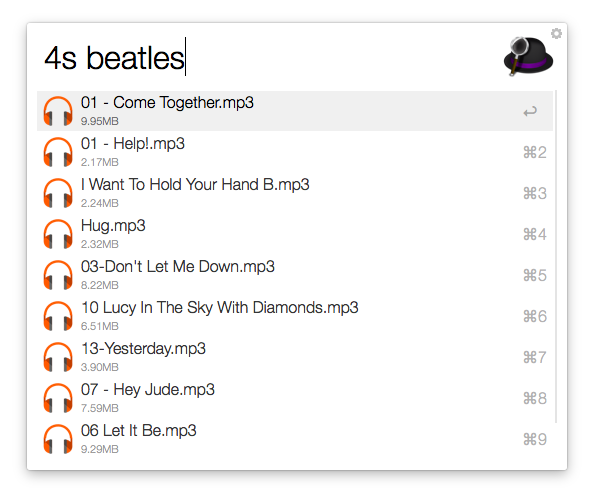 4s beatles
01 - Come Together.mp3
9.95MB
01 - Help!.mp3
2.17MB
⌘2
I Want To Hold Your Hand B.mp3
2.24MB
⌘3
Hug.mp3
2.32MB
⌘4
03-Don't Let Me Down.mp3
8.22MB
⌘5
10 Lucy In The Sky With Diamonds.mp3
6.51MB
⌘6
13-Yesterday.mp3
3.90MB
⌘7
07 - Hey Jude.mp3
7.59MB
⌘8
06 Let It Be.mp3
9.29MB
⌘9